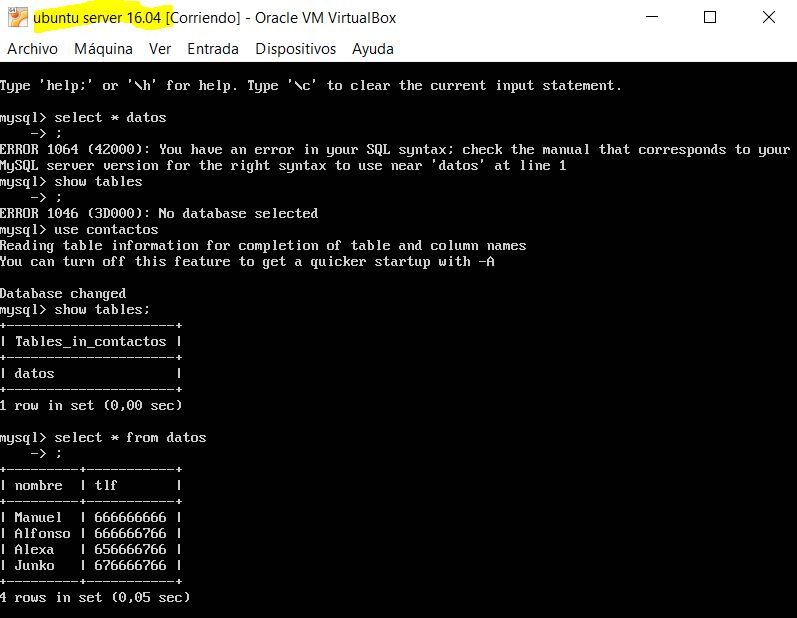 ubuntu server 16.04 [Corriendo] - Oracle VM VirtualBox
Archivo Máquina Ver Entrada Dispositivos Ayuda
Type 'help;' or '\h' for help. Type '\c' to clear the current input statement.
mysql> select * datos
    -> ;
ERROR 1064 (42000): You have an error in your SQL syntax; check the manual that corresponds to your
MySQL server version for the right syntax to use near 'datos' at line 1
mysql> show tables
    -> ;
ERROR 1046 (3D000): No database selected
mysql> use contactos
Reading table information for completion of table and column names
You can turn off this feature to get a quicker startup with -A
Database changed
mysql> show tables;
+---------------------+
| Tables_in_contactos |
+---------------------+
| datos               |
+---------------------+
1 row in set (0,00 sec)
mysql> select * from datos
    -> ;
+---------+-----------+
| nombre  | tlf       |
+---------+-----------+
| Manuel  | 666666666 |
| Alfonso | 666666766 |
| Alexa   | 656666766 |
| Junko   | 676666766 |
+---------+-----------+
4 rows in set (0,05 sec)